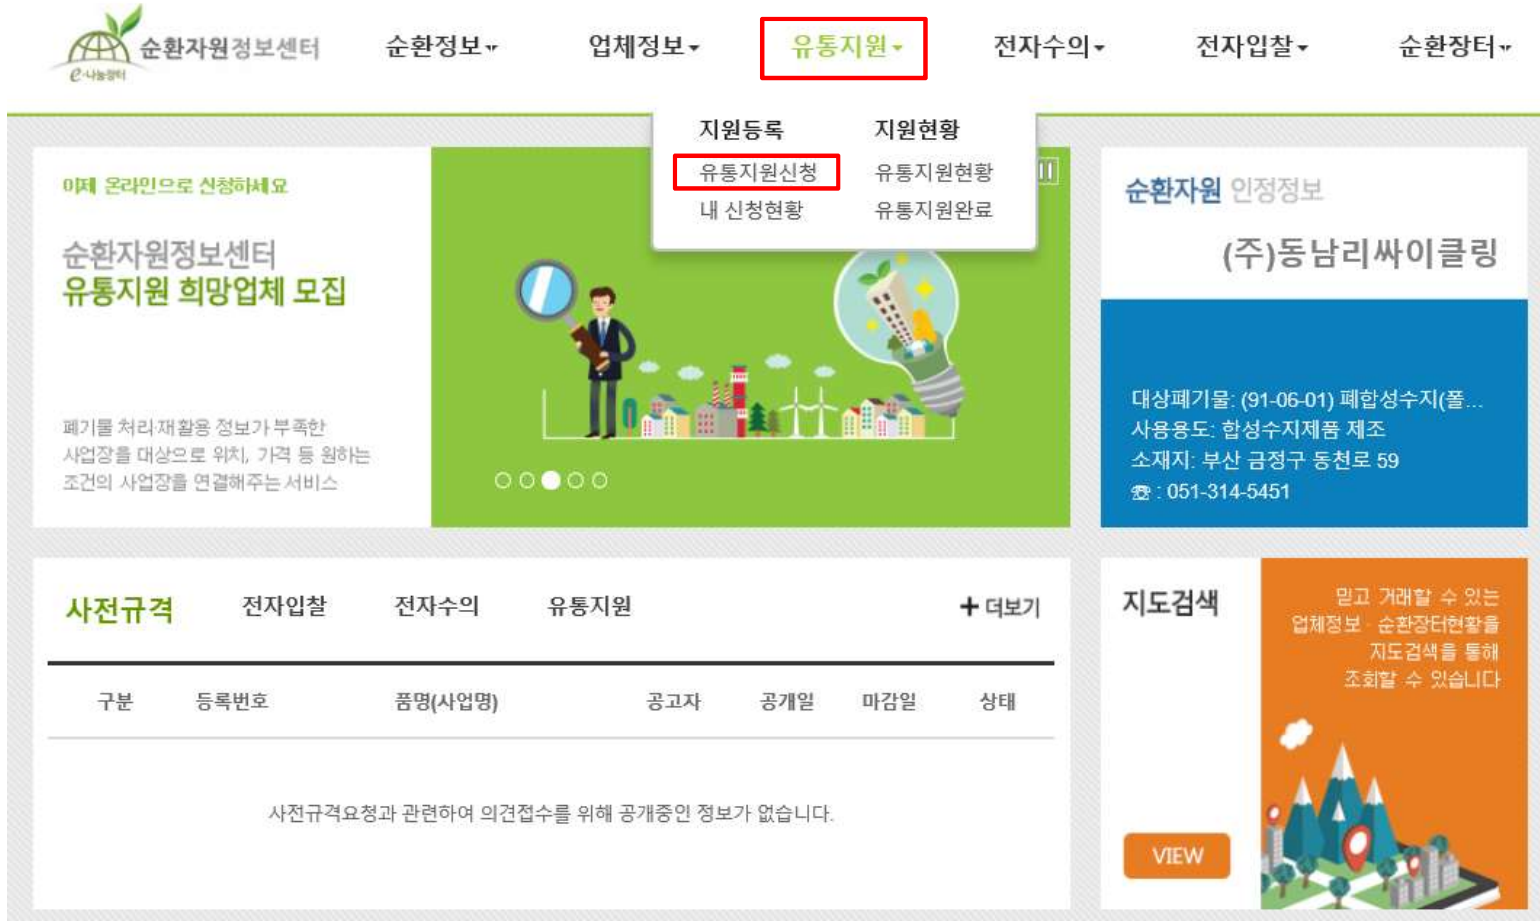 순환자원정보센터
e-나눔장터
순환정보
업체정보
유통지원
전자수의
전자입찰
순환장터
지원등록
지원현황
유통지원신청
유통지원현황
내 신청현황
유통지원완료
이제 온라인으로 신청하세요
순환자원정보센터
유통지원 희망업체 모집
폐기물 처리·재활용 정보가 부족한
사업장을 대상으로 위치, 가격 등 원하는
조건의 사업장을 연결해주는 서비스
순환자원 인정정보
(주)동남리싸이클링
대상폐기물: (91-06-01) 폐합성수지(폴...
사용용도: 합성수지제품 제조
소재지: 부산 금정구 동천로 59
☎ : 051-314-5451
사전규격
전자입찰
전자수의
유통지원
+ 더보기
구분
등록번호
품명(사업명)
공고자
공개일
마감일
상태
사전규격요청과 관련하여 의견접수를 위해 공개중인 정보가 없습니다.
지도검색
믿고 거래할 수 있는
업체정보 · 순환장터현황을
지도검색을 통해
조회할 수 있습니다
VIEW